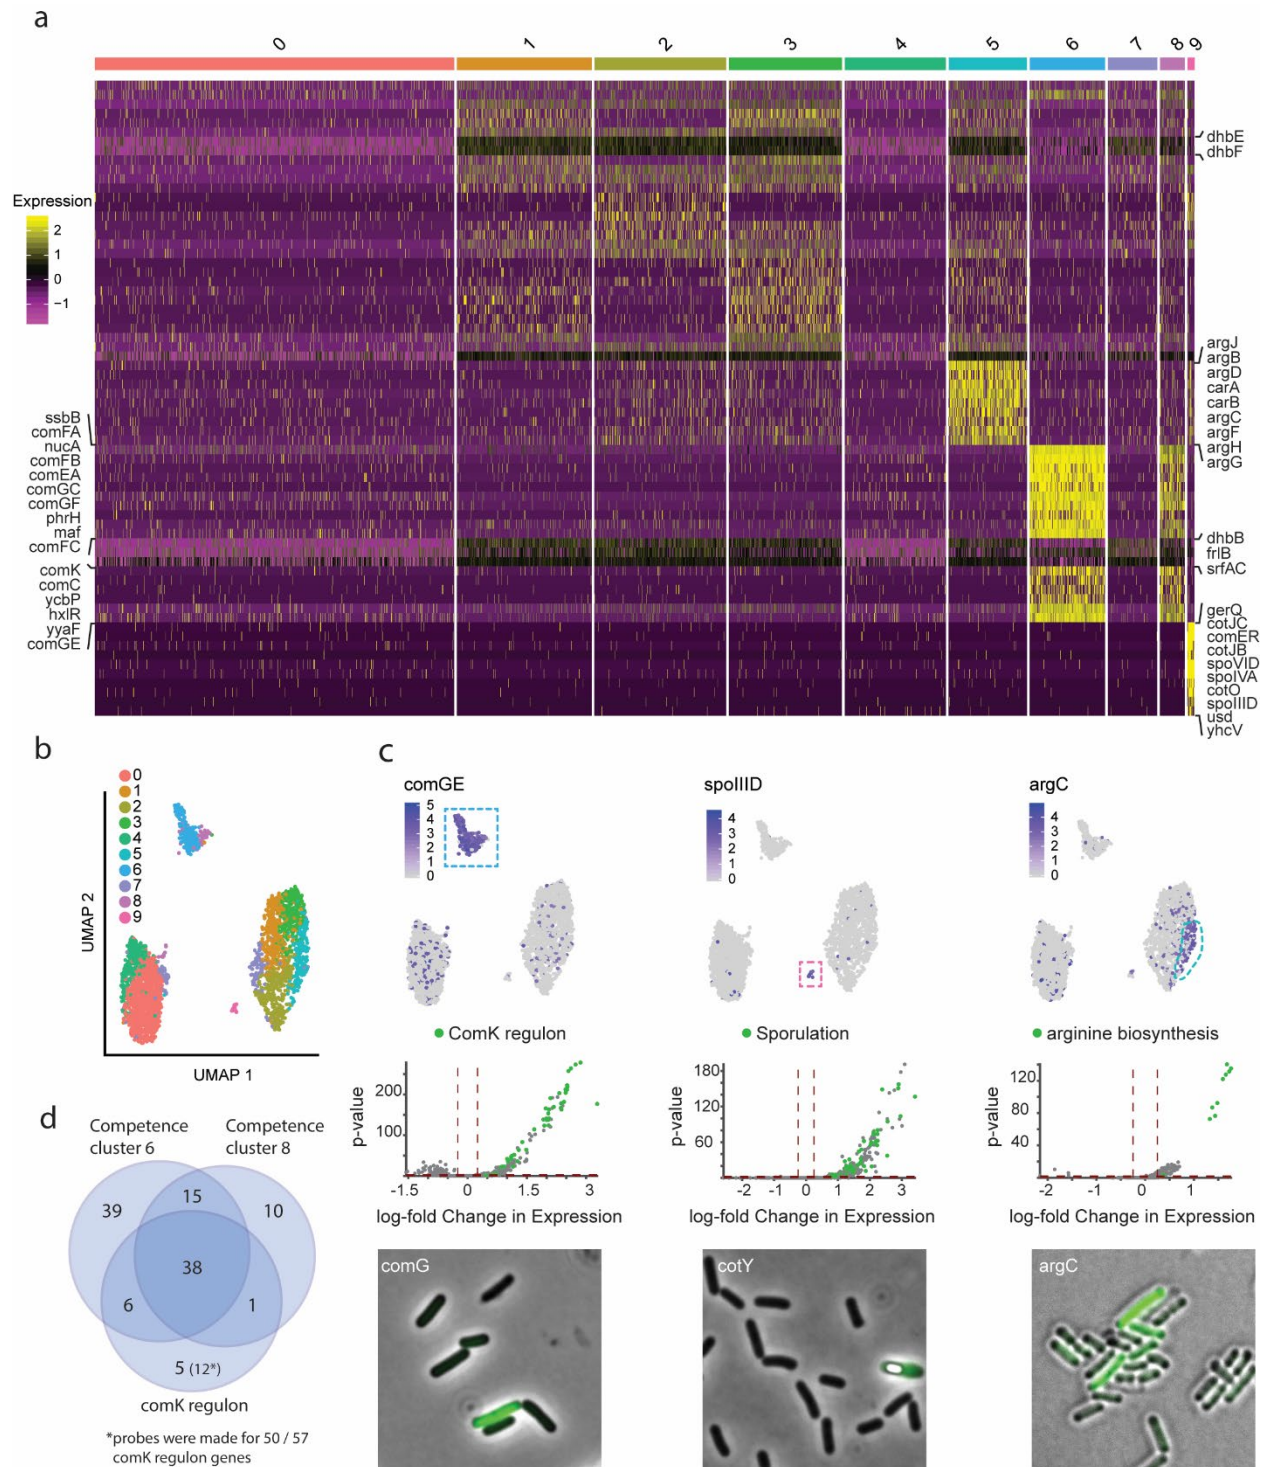 a
0 1 2 3 4 5 6 7 8 9
Expression
2
1
0
−1
dhbE
dhbF
argJ
argB
argD
carA
carB
argC
argF
argH
argG
dhbB
frlB
srfAC
gerQ
cotJC
comER
cotJB
spoVID
spoIVA
cotO
spoIIID
usd
yhcV
ssbB
comFA
nucA
comFB
comEA
comGC
comGF
phrH
maf
comFC
comK
comC
ycbP
hxlR
yyaF
comGE
b
0
1
2
3
4
5
6
7
8
9
UMAP 2
UMAP 1
c
comGE
5
4
3
2
1
0
spoIIID
4
3
2
1
0
argC
4
3
2
1
0
ComK regulon
Sporulation
arginine biosynthesis
p-value
200
100
-1.5 0 1.5 3
log-fold Change in Expression
p-value
180
120
60
-2 -1 0 1 2 3
log-fold Change in Expression
p-value
120
80
40
-2 -1 0 1
log-fold Change in Expression
comG
cotY
argC
d
Competence
cluster 6
Competence
cluster 8
39
15
10
38
6
1
5 (12*)
comK regulon
*probes were made for 50 / 57
comK regulon genes